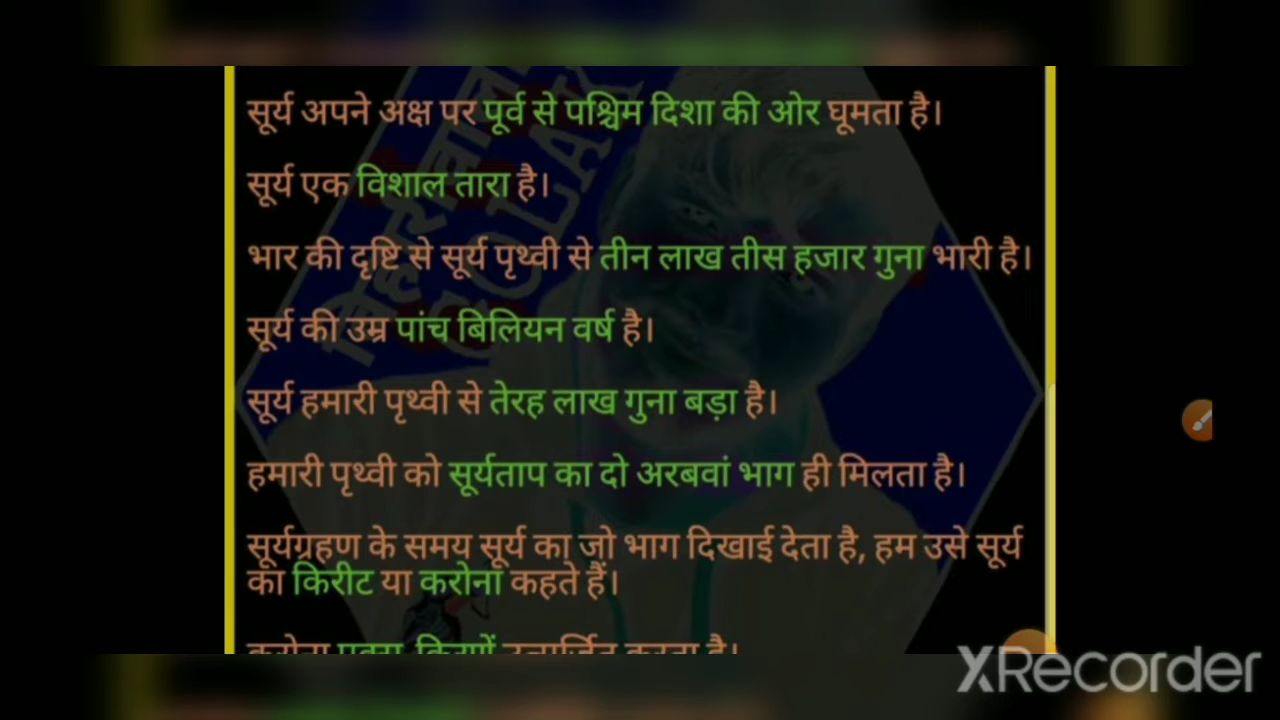 सूर्य अपने अक्ष पर पूर्व से पश्चिम दिशा की ओर घूमता है।
सूर्य एक विशाल तारा है।
भार की दृष्टि से सूर्य पृथ्वी से तीन लाख तीस हजार गुना भारी है।
सूर्य की उम्र पांच बिलियन वर्ष है।
सूर्य हमारी पृथ्वी से तेरह लाख गुना बड़ा है।
हमारी पृथ्वी को सूर्यताप का दो अरबवां भाग ही मिलता है।
सूर्यग्रहण के समय सूर्य का जो भाग दिखाई देता है, हम उसे सूर्य
का किरीट या करोना कहते हैं।
XRecorder